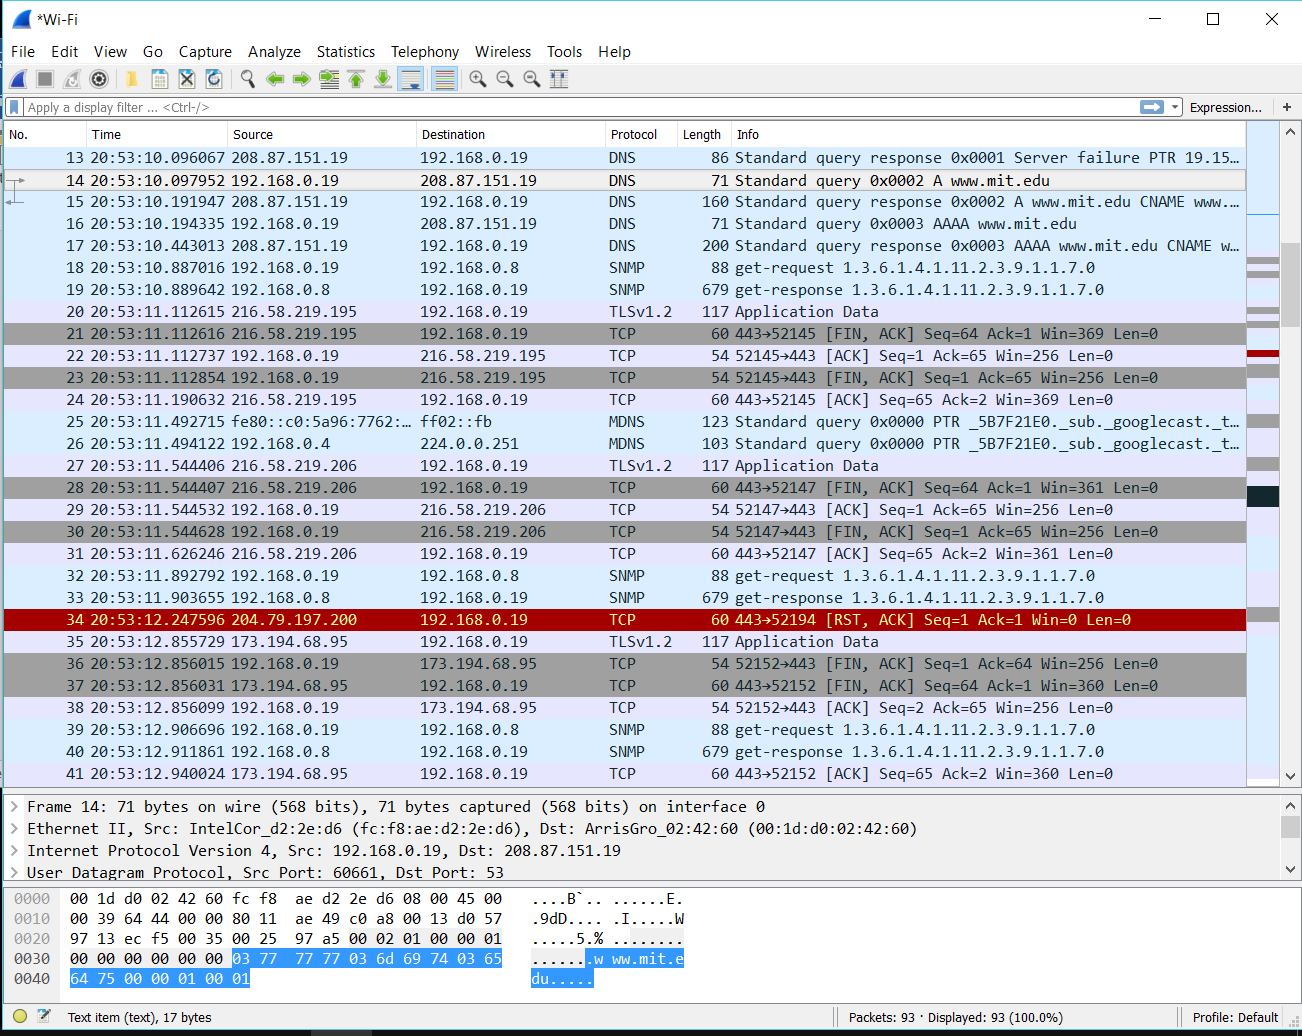 *Wi-Fi
File Edit View Go Capture Analyze Statistics Telephony Wireless Tools Help
Apply a display filter ... <Ctrl-/> Expression... +
No. Time Source Destination Protocol Length Info
13 20:53:10.096067 208.87.151.19 192.168.0.19 DNS 86 Standard query response 0x0001 Server failure PTR 19.15...
14 20:53:10.097952 192.168.0.19 208.87.151.19 DNS 71 Standard query 0x0002 A www.mit.edu
15 20:53:10.191947 208.87.151.19 192.168.0.19 DNS 160 Standard query response 0x0002 A www.mit.edu CNAME www....
16 20:53:10.194335 192.168.0.19 208.87.151.19 DNS 71 Standard query 0x0003 AAAA www.mit.edu
17 20:53:10.443013 208.87.151.19 192.168.0.19 DNS 200 Standard query response 0x0003 AAAA www.mit.edu CNAME w...
18 20:53:10.887016 192.168.0.19 192.168.0.8 SNMP 88 get-request 1.3.6.1.4.1.11.2.3.9.1.1.7.0
19 20:53:10.889642 192.168.0.8 192.168.0.19 SNMP 679 get-response 1.3.6.1.4.1.11.2.3.9.1.1.7.0
20 20:53:11.112615 216.58.219.195 192.168.0.19 TLSv1.2 117 Application Data
21 20:53:11.112616 216.58.219.195 192.168.0.19 TCP 60 443→52145 [FIN, ACK] Seq=64 Ack=1 Win=369 Len=0
22 20:53:11.112737 192.168.0.19 216.58.219.195 TCP 54 52145→443 [ACK] Seq=1 Ack=65 Win=256 Len=0
23 20:53:11.112854 192.168.0.19 216.58.219.195 TCP 54 52145→443 [FIN, ACK] Seq=1 Ack=65 Win=256 Len=0
24 20:53:11.190632 216.58.219.195 192.168.0.19 TCP 60 443→52145 [ACK] Seq=65 Ack=2 Win=369 Len=0
25 20:53:11.492715 fe80::c0:5a96:7762:... ff02::fb MDNS 123 Standard query 0x0000 PTR _5B7F21E0._sub._googlecast._t...
26 20:53:11.494122 192.168.0.4 224.0.0.251 MDNS 103 Standard query 0x0000 PTR _5B7F21E0._sub._googlecast._t...
27 20:53:11.544406 216.58.219.206 192.168.0.19 TLSv1.2 117 Application Data
28 20:53:11.544407 216.58.219.206 192.168.0.19 TCP 60 443→52147 [FIN, ACK] Seq=64 Ack=1 Win=361 Len=0
29 20:53:11.544532 192.168.0.19 216.58.219.206 TCP 54 52147→443 [ACK] Seq=1 Ack=65 Win=256 Len=0
30 20:53:11.544628 192.168.0.19 216.58.219.206 TCP 54 52147→443 [FIN, ACK] Seq=1 Ack=65 Win=256 Len=0
31 20:53:11.626246 216.58.219.206 192.168.0.19 TCP 60 443→52147 [ACK] Seq=65 Ack=2 Win=361 Len=0
32 20:53:11.892792 192.168.0.19 192.168.0.8 SNMP 88 get-request 1.3.6.1.4.1.11.2.3.9.1.1.7.0
33 20:53:11.903655 192.168.0.8 192.168.0.19 SNMP 679 get-response 1.3.6.1.4.1.11.2.3.9.1.1.7.0
34 20:53:12.247596 204.79.197.200 192.168.0.19 TCP 60 443→52194 [RST, ACK] Seq=1 Ack=1 Win=0 Len=0
35 20:53:12.855729 173.194.68.95 192.168.0.19 TLSv1.2 117 Application Data
36 20:53:12.856015 192.168.0.19 173.194.68.95 TCP 54 52152→443 [FIN, ACK] Seq=1 Ack=64 Win=256 Len=0
37 20:53:12.856031 173.194.68.95 192.168.0.19 TCP 60 443→52152 [FIN, ACK] Seq=64 Ack=1 Win=360 Len=0
38 20:53:12.856099 192.168.0.19 173.194.68.95 TCP 54 52152→443 [ACK] Seq=2 Ack=65 Win=256 Len=0
39 20:53:12.906696 192.168.0.19 192.168.0.8 SNMP 88 get-request 1.3.6.1.4.1.11.2.3.9.1.1.7.0
40 20:53:12.911861 192.168.0.8 192.168.0.19 SNMP 679 get-response 1.3.6.1.4.1.11.2.3.9.1.1.7.0
41 20:53:12.940024 173.194.68.95 192.168.0.19 TCP 60 443→52152 [ACK] Seq=65 Ack=2 Win=360 Len=0
Frame 14: 71 bytes on wire (568 bits), 71 bytes captured (568 bits) on interface 0
Ethernet II, Src: IntelCor_d2:2e:d6 (fc:f8:ae:d2:2e:d6), Dst: ArrisGro_02:42:60 (00:1d:d0:02:42:60)
Internet Protocol Version 4, Src: 192.168.0.19, Dst: 208.87.151.19
User Datagram Protocol, Src Port: 60661, Dst Port: 53
0000 00 1d d0 02 42 60 fc f8 ae d2 2e d6 08 00 45 00 ....B`.. ......E.
0010 00 39 64 44 00 00 80 11 ae 49 c0 a8 00 13 d0 57 .9dD.... .I.....W
0020 97 13 ec f5 00 35 00 25 97 a5 00 02 01 00 00 01 .....5.% ........
0030 00 00 00 00 00 00 03 77 77 77 03 6d 69 74 03 65 .......w ww.mit.e
0040 64 75 00 00 01 00 01 du.....
Text item (text), 17 bytes Packets: 93 · Displayed: 93 (100.0%) Profile: Default